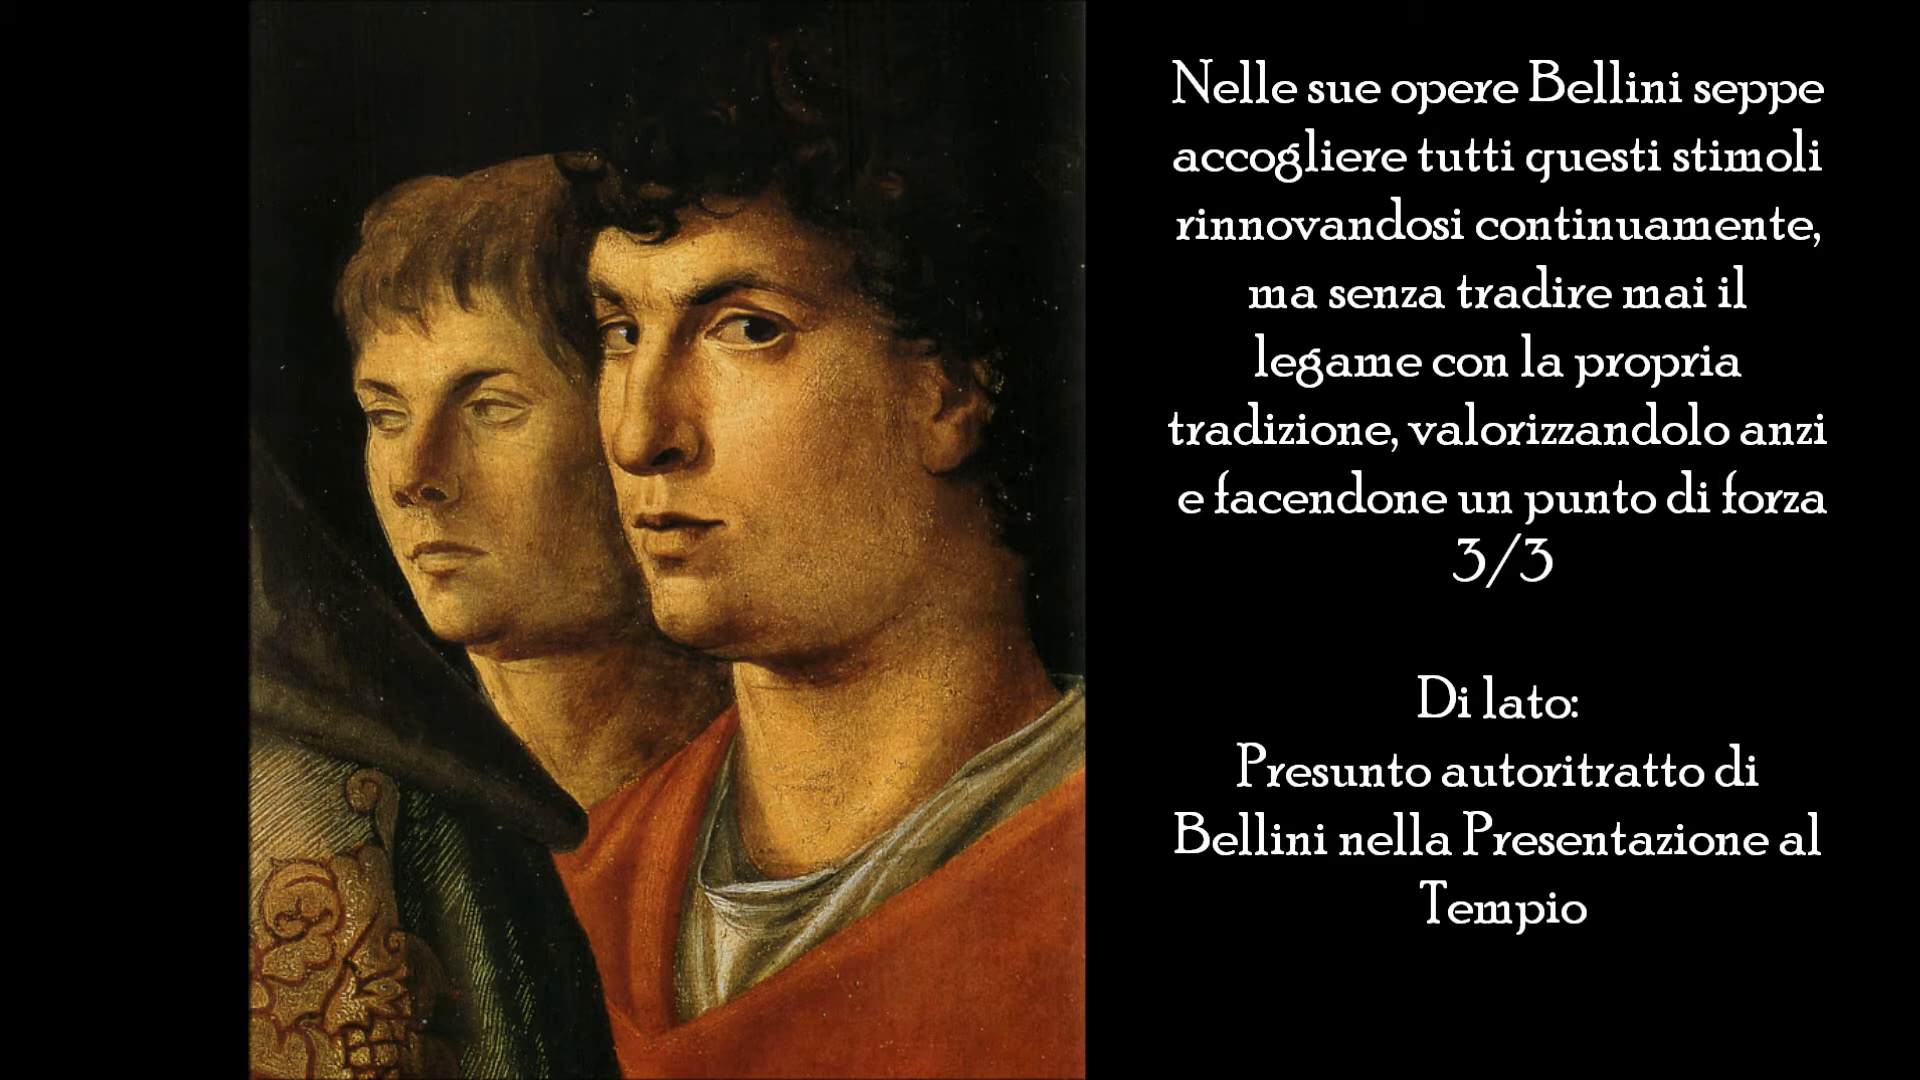 Nelle sue opere Bellini seppe
accogliere tutti questi stimoli
rinnovandosi continuamente,
ma senza tradire mai il
legame con la propria
tradizione, valorizzandolo anzi
e facendone un punto di forza
3/3
Di lato:
Presunto autoritratto di
Bellini nella Presentazione al
Tempio